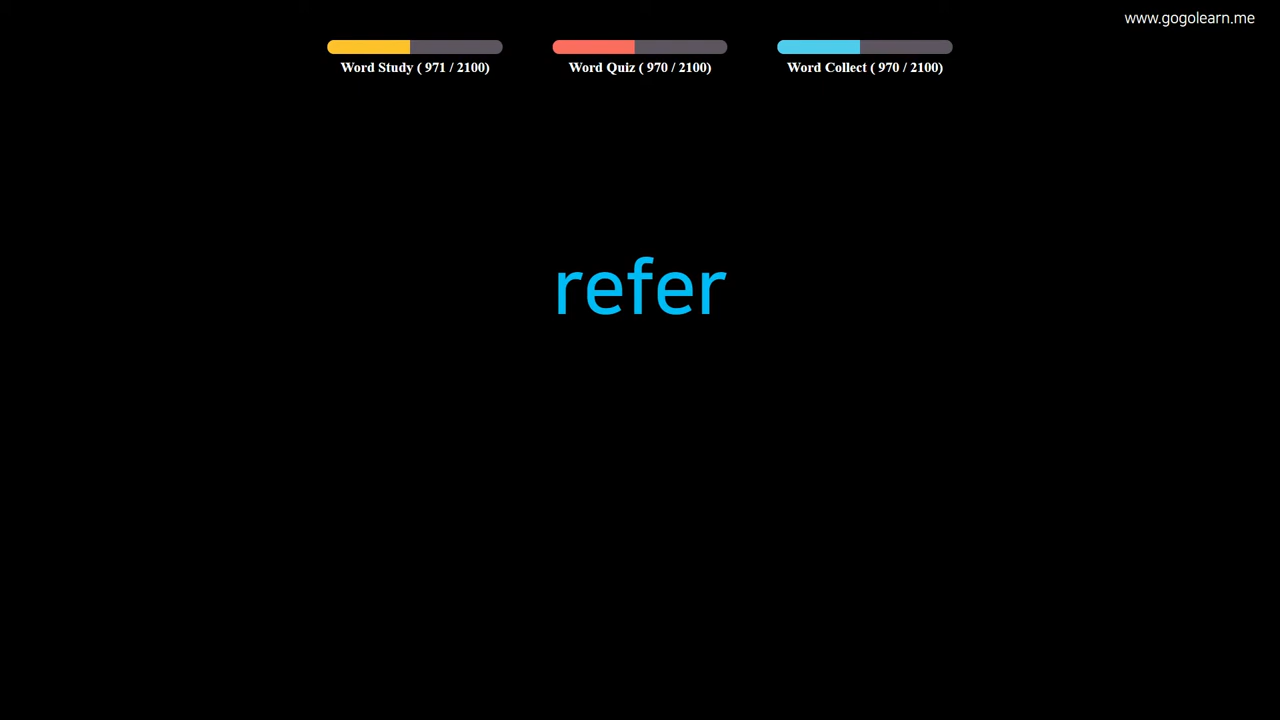 www.gogolearn.me
Word Study ( 971 / 2100) Word Quiz ( 970 / 2100) Word Collect ( 970 / 2100)
refer